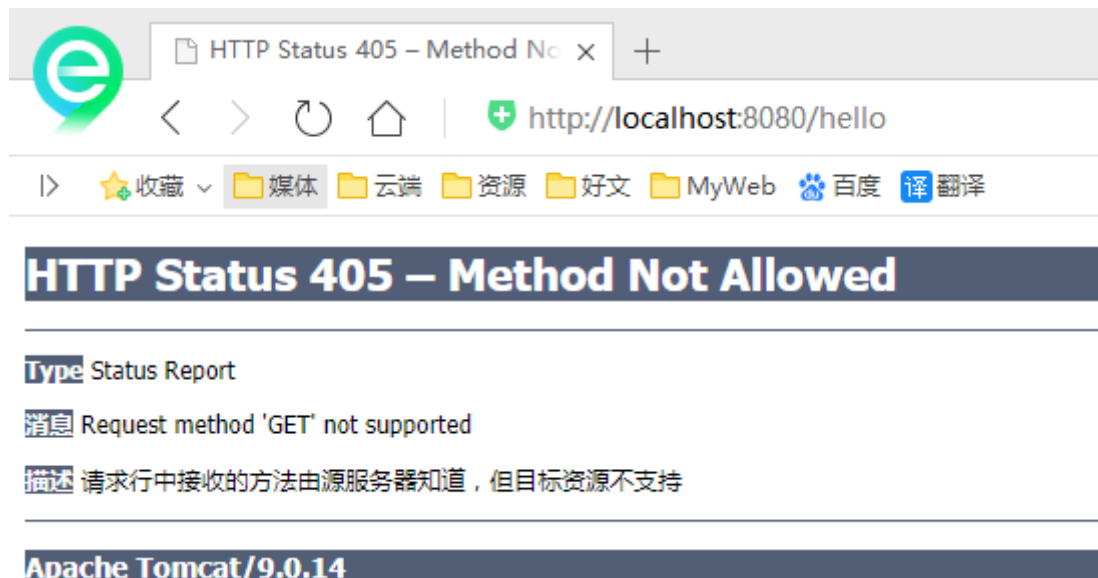 HTTP Status 405 – Method No
http://localhost:8080/hello
收藏 媒体 云端 资源 好文 MyWeb 百度 译 翻译
HTTP Status 405 – Method Not Allowed
Type Status Report
消息 Request method 'GET' not supported
描述 请求行中接收的方法由源服务器知道，但目标资源不支持
Apache Tomcat/9.0.14